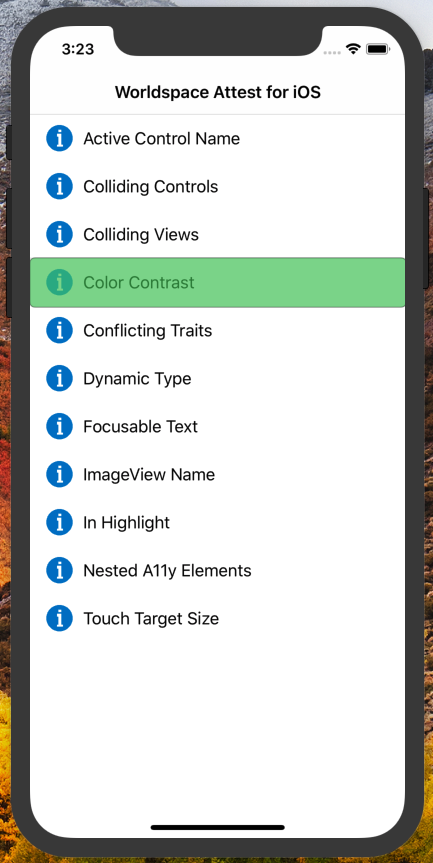 3:23
Worldspace Attest for iOS
Active Control Name
Colliding Controls
Colliding Views
Color Contrast
Conflicting Traits
Dynamic Type
Focusable Text
ImageView Name
In Highlight
Nested A11y Elements
Touch Target Size